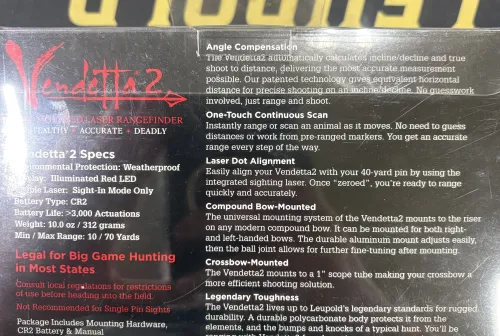 LEUPOLD
Vendetta®2
LASER RANGEFINDER
STEALTHY + ACCURATE + DEADLY
Vendetta®2 Specs
Environmental Protection: Weatherproof
Display: Illuminated Red LED
Visible Laser: Sight-In Mode Only
Battery Type: CR2
Battery Life: >3,000 Actuations
Weight: 10.0 oz / 312 grams
Min / Max Range: 10 / 70 Yards
Legal for Big Game Hunting
in Most States
Consult local regulations for restrictions
of use before heading into the field.
Not Recommended for Single Pin Sights
Package Includes Mounting Hardware,
CR2 Battery & Manual
Angle Compensation
The Vendetta2 automatically calculates incline/decline and true
shoot to distance, delivering the most accurate measurement
possible. Our patented technology gives equivalent horizontal
distance for precise shooting on an incline/decline. No guesswork
involved, just range and shoot.
One-Touch Continuous Scan
Instantly range or scan an animal as it moves. No need to guess
distances or work from pre-ranged markers. You get an accurate
range every step of the way.
Laser Dot Alignment
Easily align your Vendetta2 with your 40-yard pin by using the
integrated sighting laser. Once "zeroed", you're ready to range
quickly and accurately.
Compound Bow-Mounted
The universal mounting system of the Vendetta2 mounts to the riser
on any modern compound bow. It can be mounted for both right-
and left-handed bows. The durable aluminum mount adjusts easily,
then the ball joint allows for further fine-tuning after mounting.
Crossbow-Mounted
The Vendetta2 mounts to a 1" scope tube making your crossbow a
more efficient shooting solution.
Legendary Toughness
The Vendetta2 lives up to Leupold's legendary standards for rugged
durability. A durable polycarbonate body protects it from the
elements, and the bumps and knocks of a typical hunt. You'll be